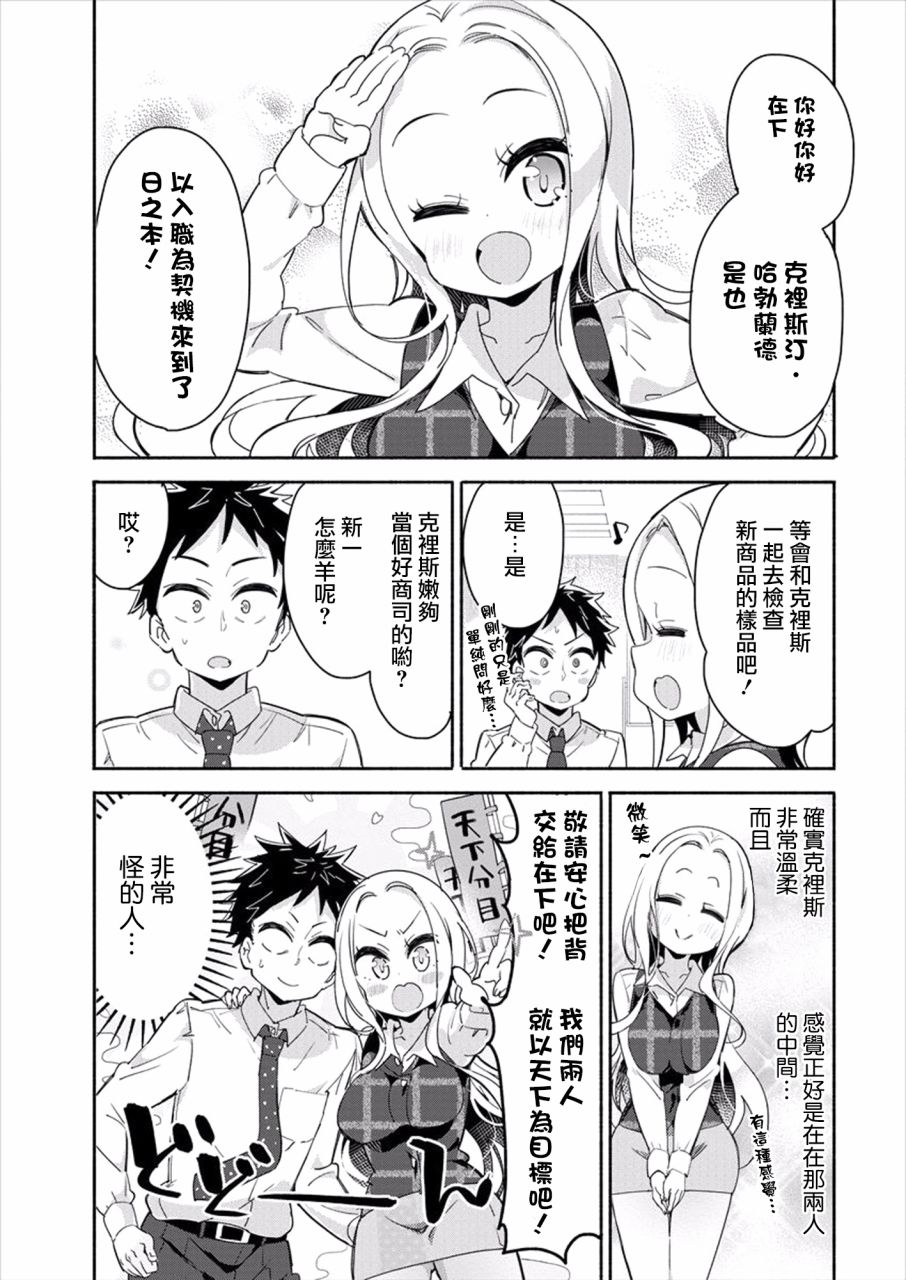 你好你好
在下
克裡斯汀．
哈勃蘭德
是也
以入職為契機來到了
日之本！
等會和克裡斯
一起去檢查
新商品的樣品吧！
♪
是…是
剛剛的只是
單純問好麼…
克裡斯嫩夠
當個好商司的喲？
新一
怎麼羊呢？
哎？
確實克裡斯
非常溫柔
而且
微笑~
感覺正好是在在那兩人
的中間…
有這種感覺…
敬請安心把背
交給在下吧！
我們兩人
就以天下為目標吧！
天下分目
天
分目
非常
怪的人…
どどーーん